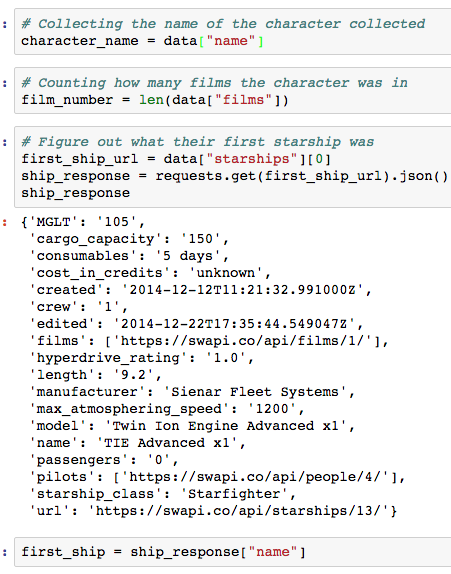 : # Collecting the name of the character collected
character_name = data["name"]
: # Counting how many films the character was in
film_number = len(data["films"])
: # Figure out what their first starship was
first_ship_url = data["starships"][0]
ship_response = requests.get(first_ship_url).json()
ship_response
: {'MGLT': '105',
'cargo_capacity': '150',
'consumables': '5 days',
'cost_in_credits': 'unknown',
'created': '2014-12-12T11:21:32.991000Z',
'crew': '1',
'edited': '2014-12-22T17:35:44.549047Z',
'films': ['https://swapi.co/api/films/1/'],
'hyperdrive_rating': '1.0',
'length': '9.2',
'manufacturer': 'Sienar Fleet Systems',
'max_atmosphering_speed': '1200',
'model': 'Twin Ion Engine Advanced x1',
'name': 'TIE Advanced x1',
'passengers': '0',
'pilots': ['https://swapi.co/api/people/4/'],
'starship_class': 'Starfighter',
'url': 'https://swapi.co/api/starships/13/'}
: first_ship = ship_response["name"]